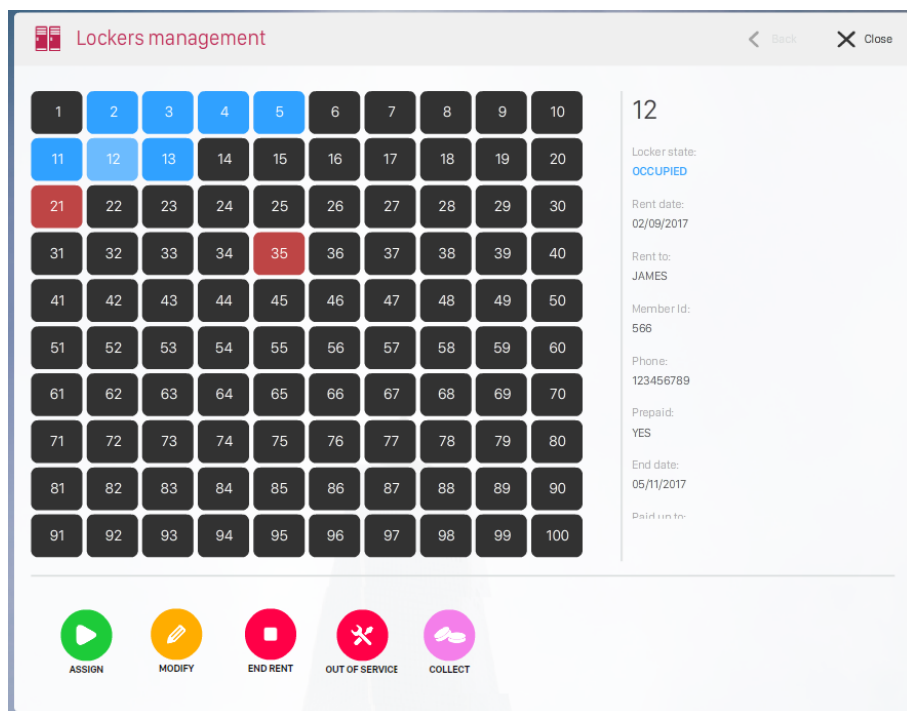 Lockers management
Back
Close
1 2 3 4 5 6 7 8 9 10
11 12 13 14 15 16 17 18 19 20
21 22 23 24 25 26 27 28 29 30
31 32 33 34 35 36 37 38 39 40
41 42 43 44 45 46 47 48 49 50
51 52 53 54 55 56 57 58 59 60
61 62 63 64 65 66 67 68 69 70
71 72 73 74 75 76 77 78 79 80
81 82 83 84 85 86 87 88 89 90
91 92 93 94 95 96 97 98 99 100
12
Locker state:
OCCUPIED
Rent date:
02/09/2017
Rent to:
JAMES
Member Id:
566
Phone:
123456789
Prepaid:
YES
End date:
05/11/2017
Paid up to:
ASSIGN
MODIFY
END RENT
OUT OF SERVICE
COLLECT